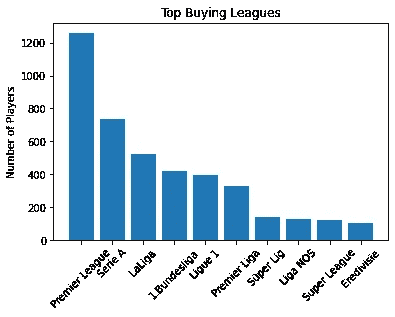 Top Buying Leagues
Number of Players
1200
1000
800
600
400
200
0
Premier League
Serie A
LaLiga
1.Bundesliga
Ligue 1
Premier Liga
Süper Lig
Liga NOS
Super League
Eredivisie